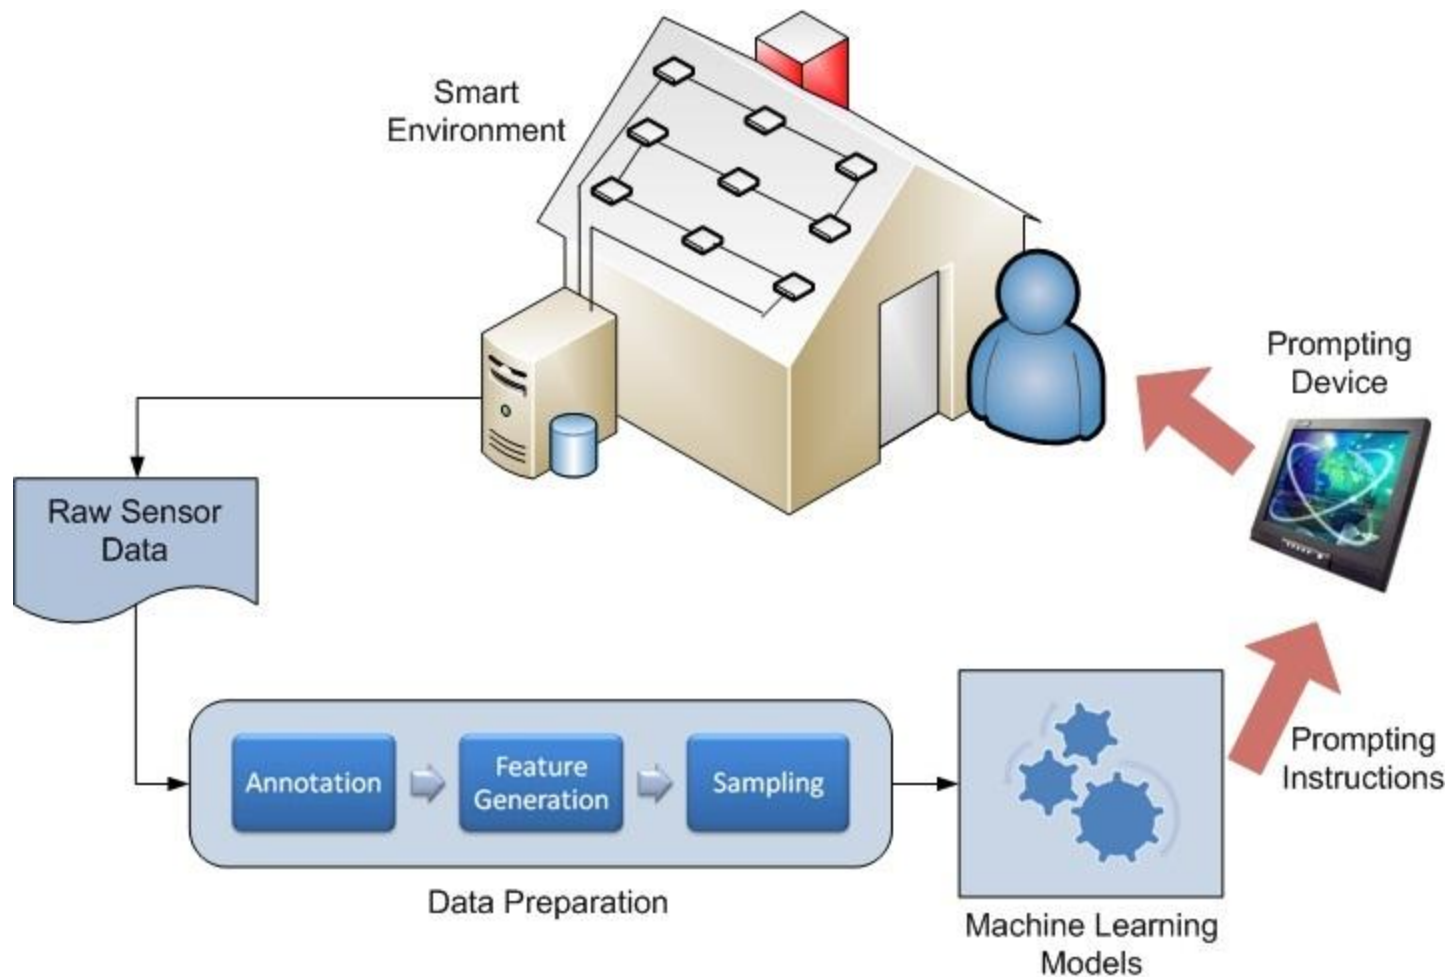 Smart
Environment
Prompting
Device
Raw Sensor
Data
Prompting
Instructions
Annotation
Feature
Generation
Sampling
Data Preparation
Machine Learning
Models